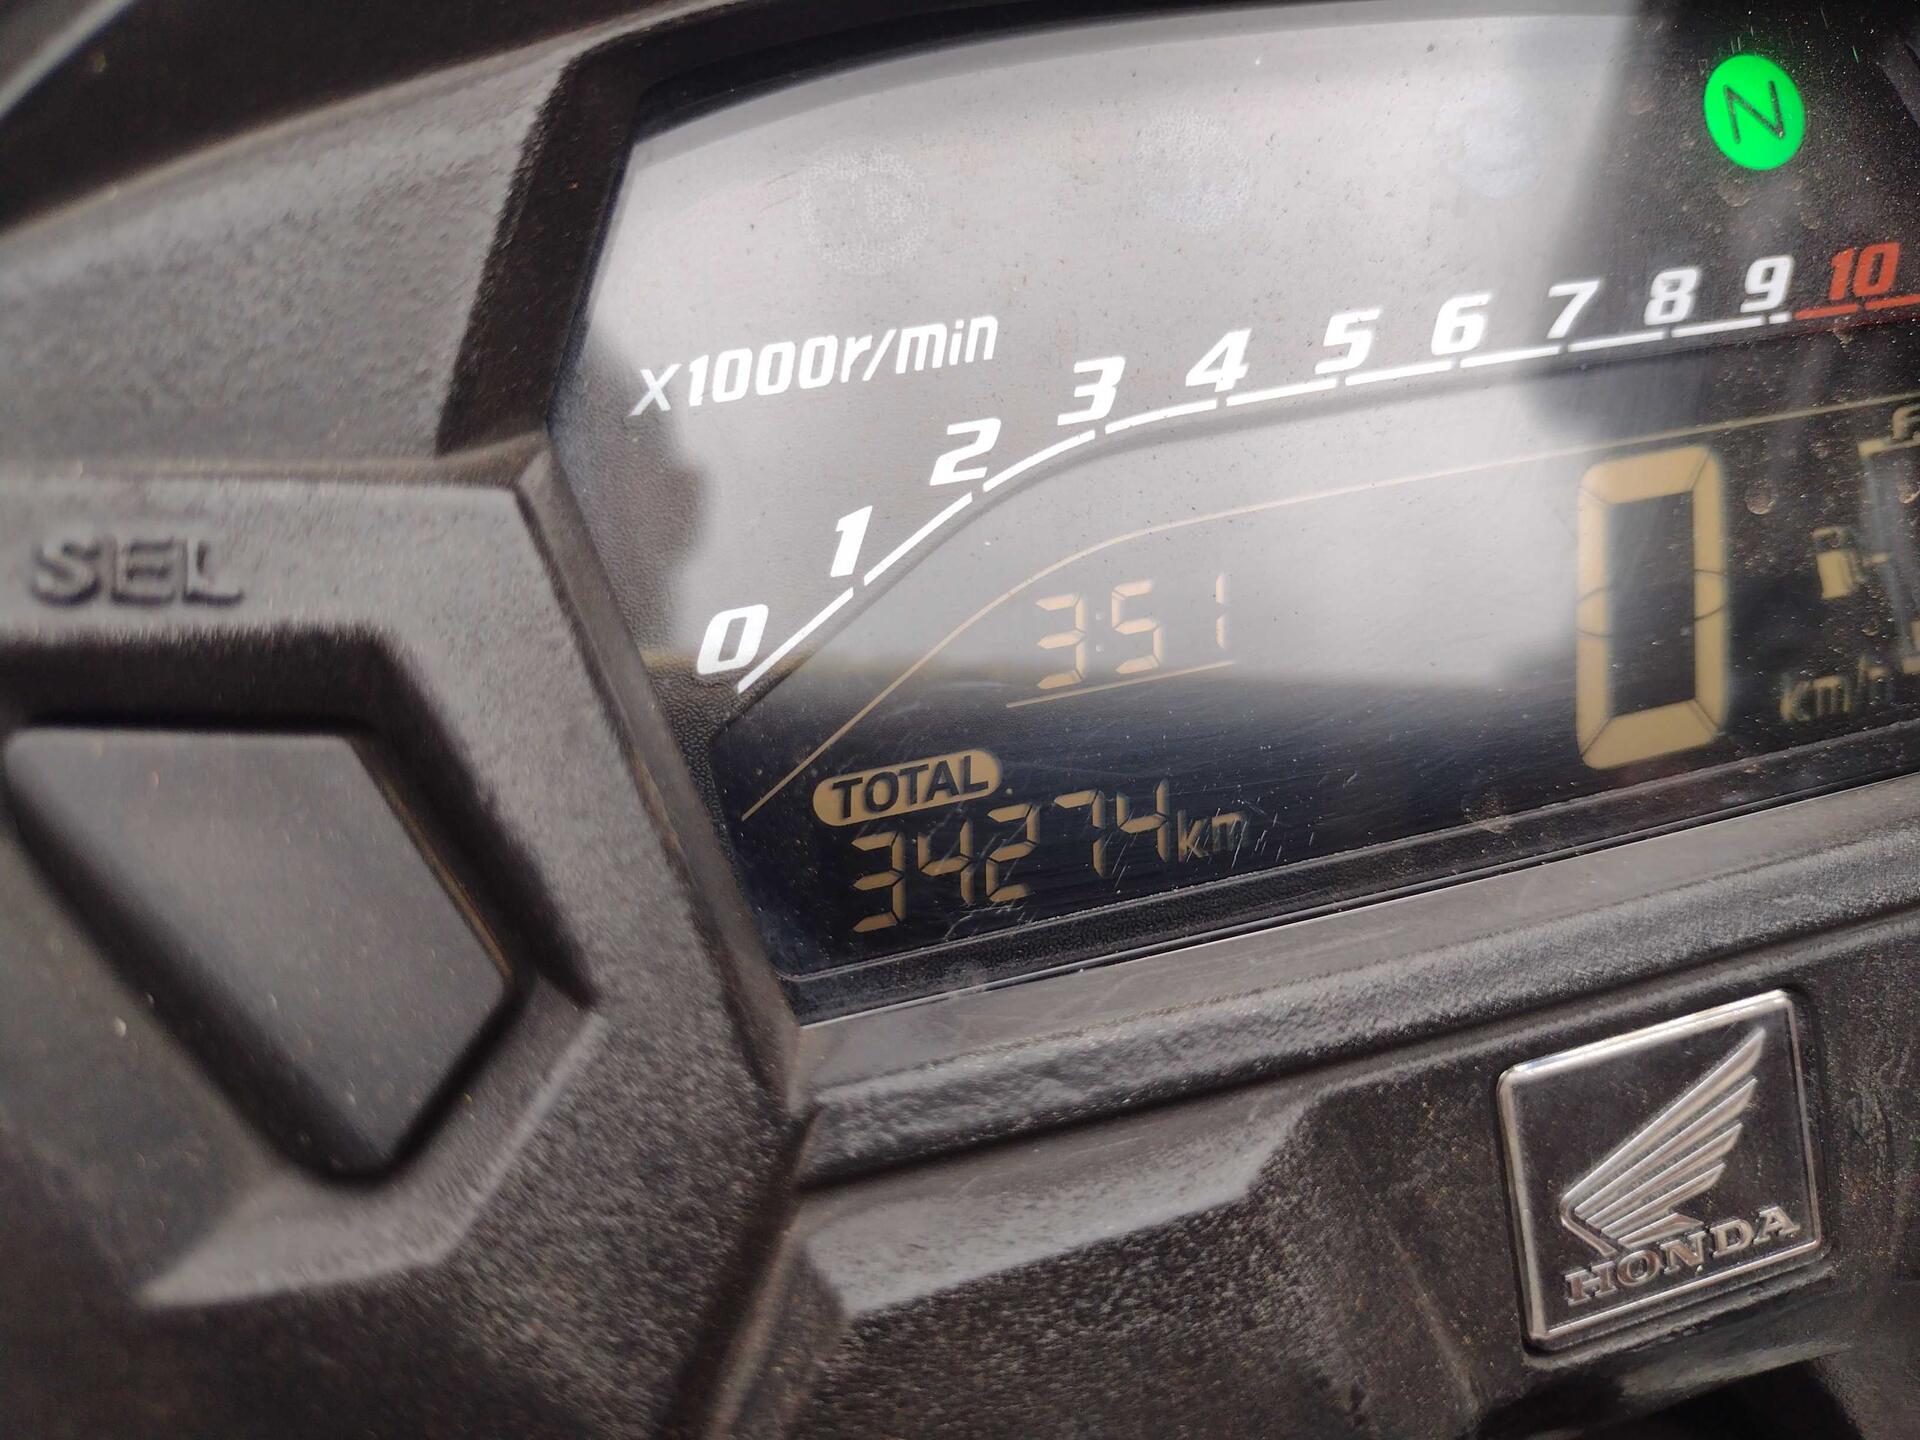 N
X1000r/min
0 1 2 3 4 5 6 7 8 9 10
F
SEL
3:51
0
km/h
TOTAL
34274km
HONDA